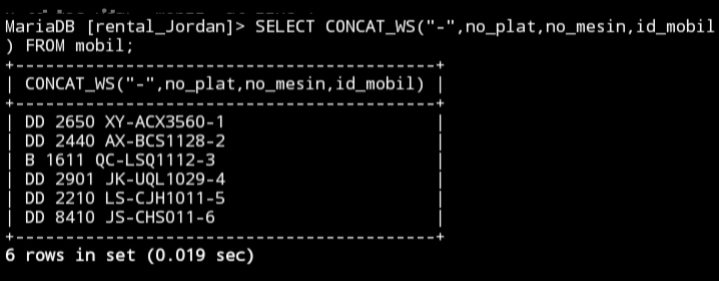 MariaDB [rental_Jordan]> SELECT CONCAT_WS("-",no_plat,no_mesin,id_mobil
) FROM mobil;
+------------------------------------------+
| CONCAT_WS("-",no_plat,no_mesin,id_mobil) |
+------------------------------------------+
| DD 2650 XY-ACX3560-1 |
| DD 2440 AX-BCS1128-2 |
| B 1611 QC-LSQ1112-3 |
| DD 2901 JK-UQL1029-4 |
| DD 2210 LS-CJH1011-5 |
| DD 8410 JS-CHS011-6 |
+------------------------------------------+
6 rows in set (0.019 sec)